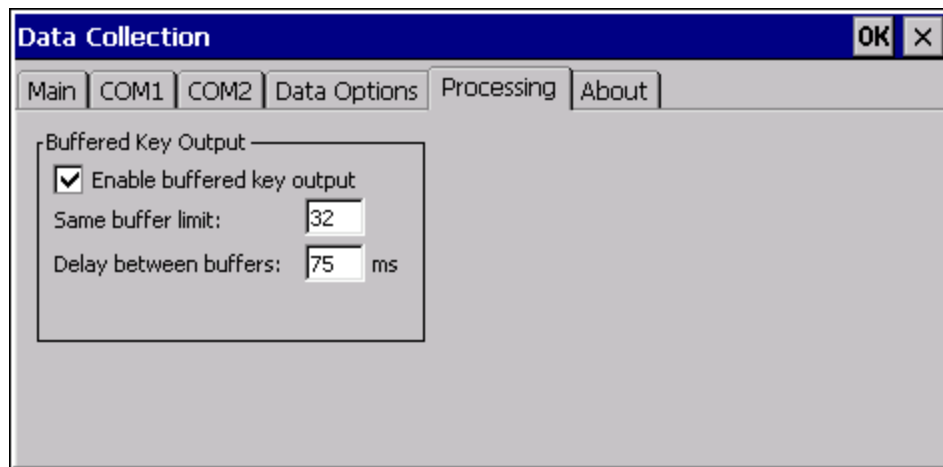 Data Collection OK ×
Main COM1 COM2 Data Options Processing About
Buffered Key Output
Enable buffered key output
Same buffer limit: 32
Delay between buffers: 75 ms